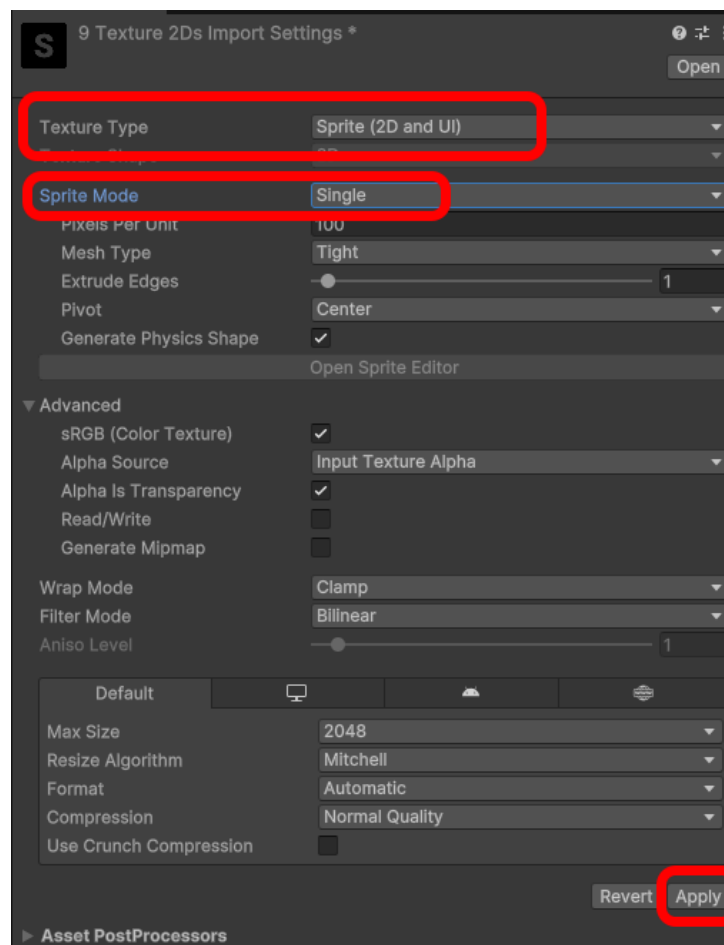 S
9 Texture 2Ds Import Settings *
Open
Texture Type Sprite (2D and UI)
Texture Shape 2D
Sprite Mode Single
Pixels Per Unit 100
Mesh Type Tight
Extrude Edges 1
Pivot Center
Generate Physics Shape
Open Sprite Editor
Advanced
sRGB (Color Texture)
Alpha Source Input Texture Alpha
Alpha Is Transparency
Read/Write
Generate Mipmap
Wrap Mode Clamp
Filter Mode Bilinear
Aniso Level 1
Default
Max Size 2048
Resize Algorithm Mitchell
Format Automatic
Compression Normal Quality
Use Crunch Compression
Revert Apply
Asset PostProcessors